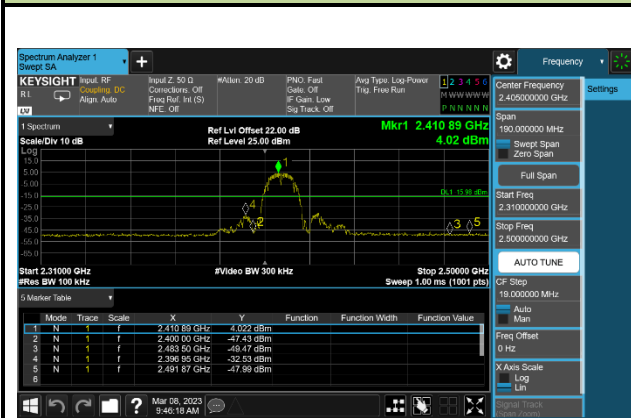 Spectrum Analyzer 1
Swept SA
+
Frequency
KEYSIGHT
Input: RF
Coupling: DC
Align: Auto
Input Z: 50 Ω
Corrections: Off
Freq Ref: Int (S)
NFE: Off
#Atten: 20 dB
PNO: Fast
Gate: Off
IF Gain: Low
Sig Track: Off
Avg Type: Log-Power
Trig: Free Run
1 2 3 4 5 6
M W W W W W
P N N N N N
RL
LXI
Center Frequency
2.405000000 GHz
Settings
1 Spectrum
Scale/Div 10 dB
Ref Lvl Offset 22.00 dB
Ref Level 25.00 dBm
Mkr1 2.410 89 GHz
4.02 dBm
Span
190.000000 MHz
Swept Span
Zero Span
Full Span
Log
15.0
5.00
-5.00
-15.0
-25.0
-35.0
-45.0
-55.0
-65.0
1
4
2
3
5
DL1 15.98 dBm
Start Freq
2.310000000 GHz
Stop Freq
2.500000000 GHz
AUTO TUNE
Start 2.31000 GHz
#Res BW 100 kHz
#Video BW 300 kHz
Stop 2.50000 GHz
Sweep 1.00 ms (1001 pts)
CF Step
19.000000 MHz
Auto
Man
Freq Offset
0 Hz
X Axis Scale
Log
Lin
Signal Track
(Span Zoom)
5 Marker Table
Mode Trace Scale X Y Function Function Width Function Value
1 N 1 f 2.410 89 GHz 4.022 dBm
2 N 1 f 2.400 00 GHz -47.43 dBm
3 N 1 f 2.483 50 GHz -49.47 dBm
4 N 1 f 2.396 95 GHz -32.53 dBm
5 N 1 f 2.491 87 GHz -47.99 dBm
6
?
Mar 08, 2023
9:46:18 AM